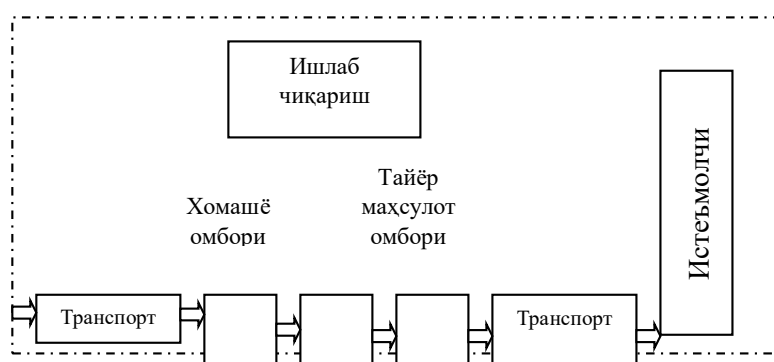 Ишлаб
чиқариш
Тайёр
маҳсулот
омбори
Хомашё
омбори
Истеъмолчи
Транспорт
Транспорт